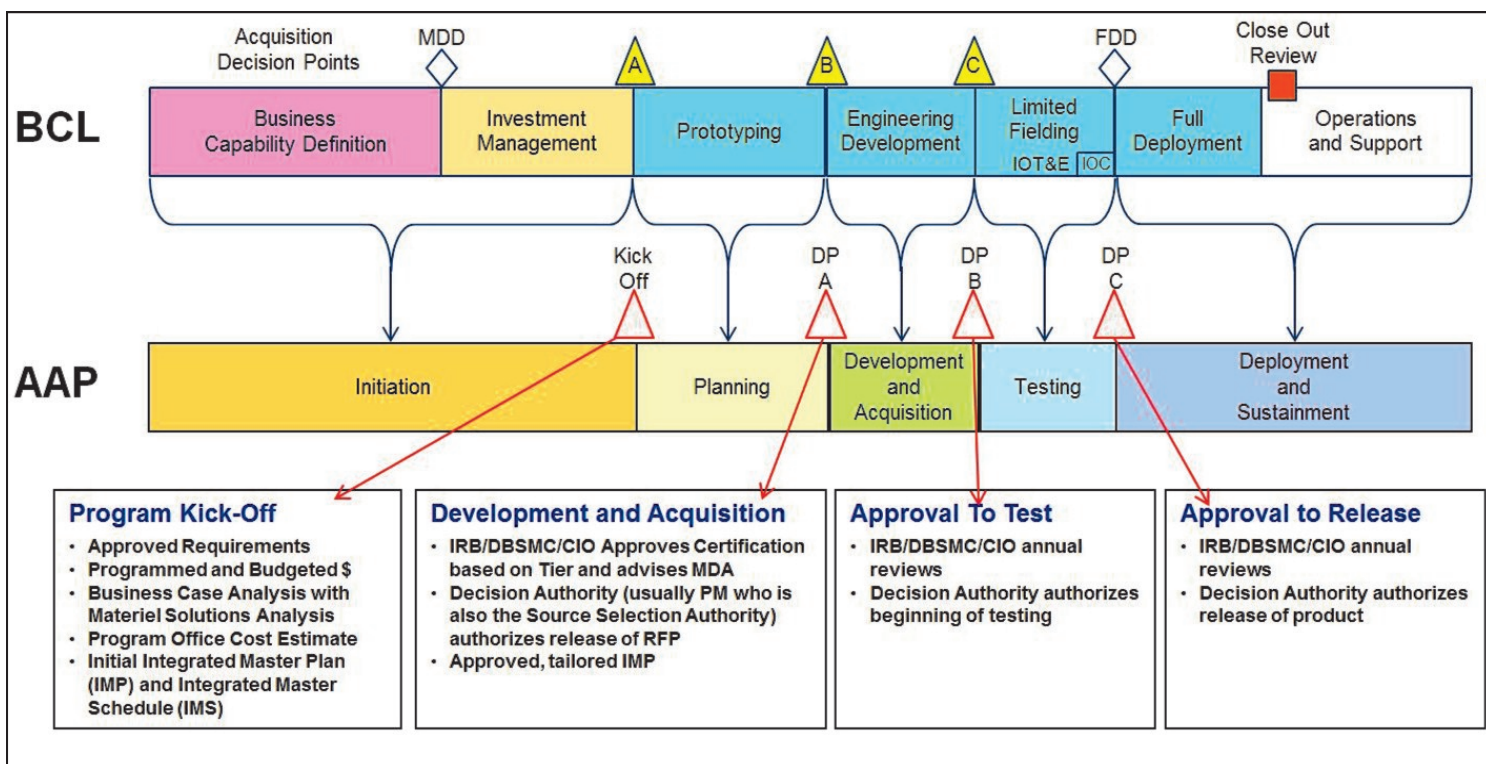 Acquisition
Decision Points
MDD
A
B
C
FDD
Close Out
Review
BCL
Business
Capability Definition
Investment
Management
Prototyping
Engineering
Development
Limited
Fielding
IOT&E
IOC
Full
Deployment
Operations
and Support
Kick
Off
DP
A
DP
B
DP
C
AAP
Initiation
Planning
Development
and
Acquisition
Testing
Deployment
and
Sustainment
Program Kick-Off
• Approved Requirements
• Programmed and Budgeted $
• Business Case Analysis with
Materiel Solutions Analysis
• Program Office Cost Estimate
• Initial Integrated Master Plan
(IMP) and Integrated Master
Schedule (IMS)
Development and Acquisition
• IRB/DBSMC/CIO Approves Certification
based on Tier and advises MDA
• Decision Authority (usually PM who is
also the Source Selection Authority)
authorizes release of RFP
• Approved, tailored IMP
Approval To Test
• IRB/DBSMC/CIO annual
reviews
• Decision Authority authorizes
beginning of testing
Approval to Release
• IRB/DBSMC/CIO annual
reviews
• Decision Authority authorizes
release of product